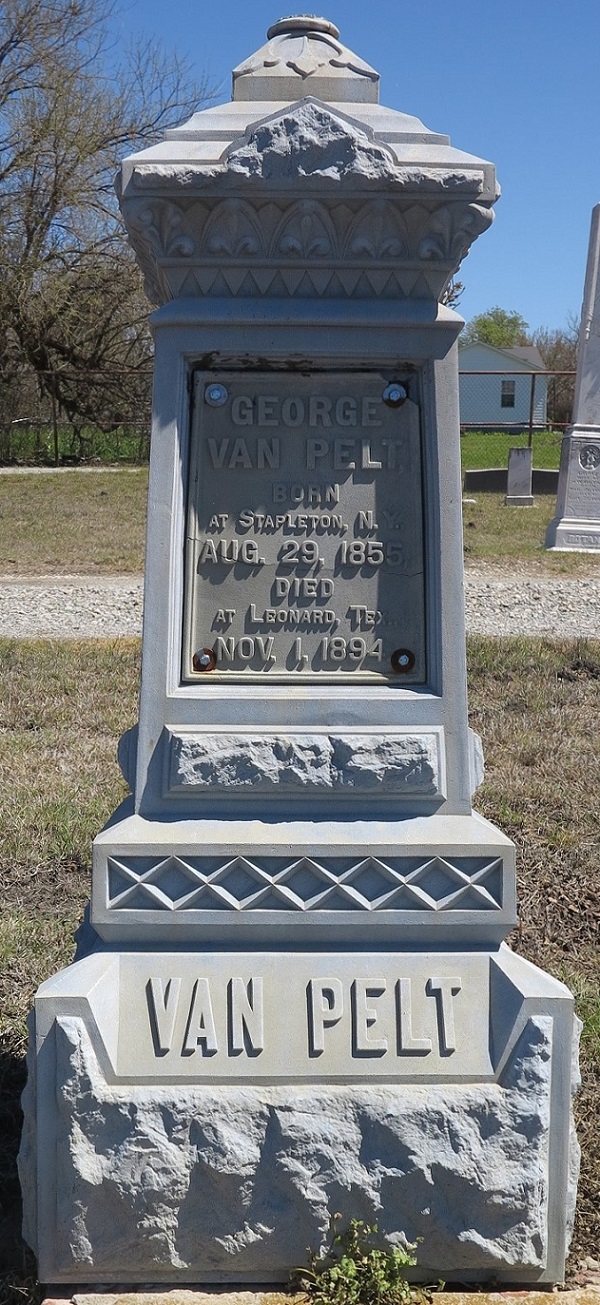 GEORGE
VAN PELT,
BORN
AT STAPLETON, N.Y.
AUG. 29, 1855,
DIED
AT LEONARD, TEX.
NOV. 1, 1894
VAN PELT